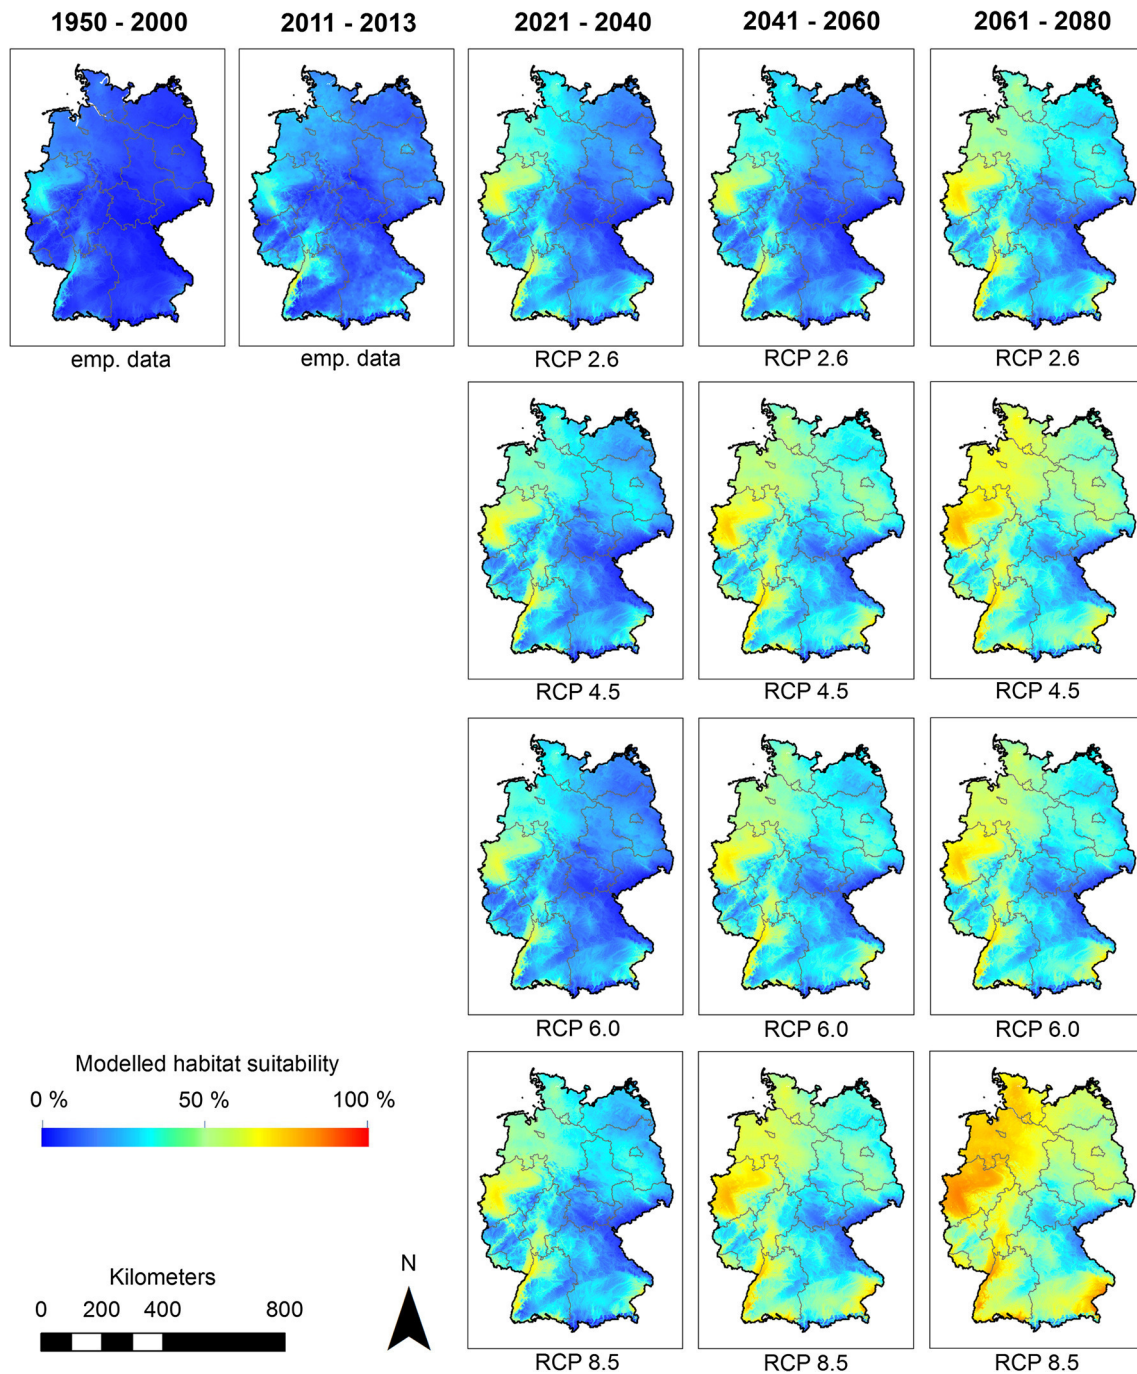 1950 - 2000 2011 - 2013 2021 - 2040 2041 - 2060 2061 - 2080
emp. data emp. data RCP 2.6 RCP 2.6 RCP 2.6
RCP 4.5 RCP 4.5 RCP 4.5
RCP 6.0 RCP 6.0 RCP 6.0
Modelled habitat suitability
0 % 50 % 100 %
Kilometers
0 200 400 800
N
RCP 8.5 RCP 8.5 RCP 8.5